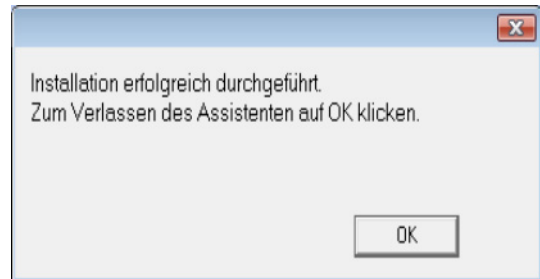 Installation erfolgreich durchgeführt.
Zum Verlassen des Assistenten auf OK klicken.
OK